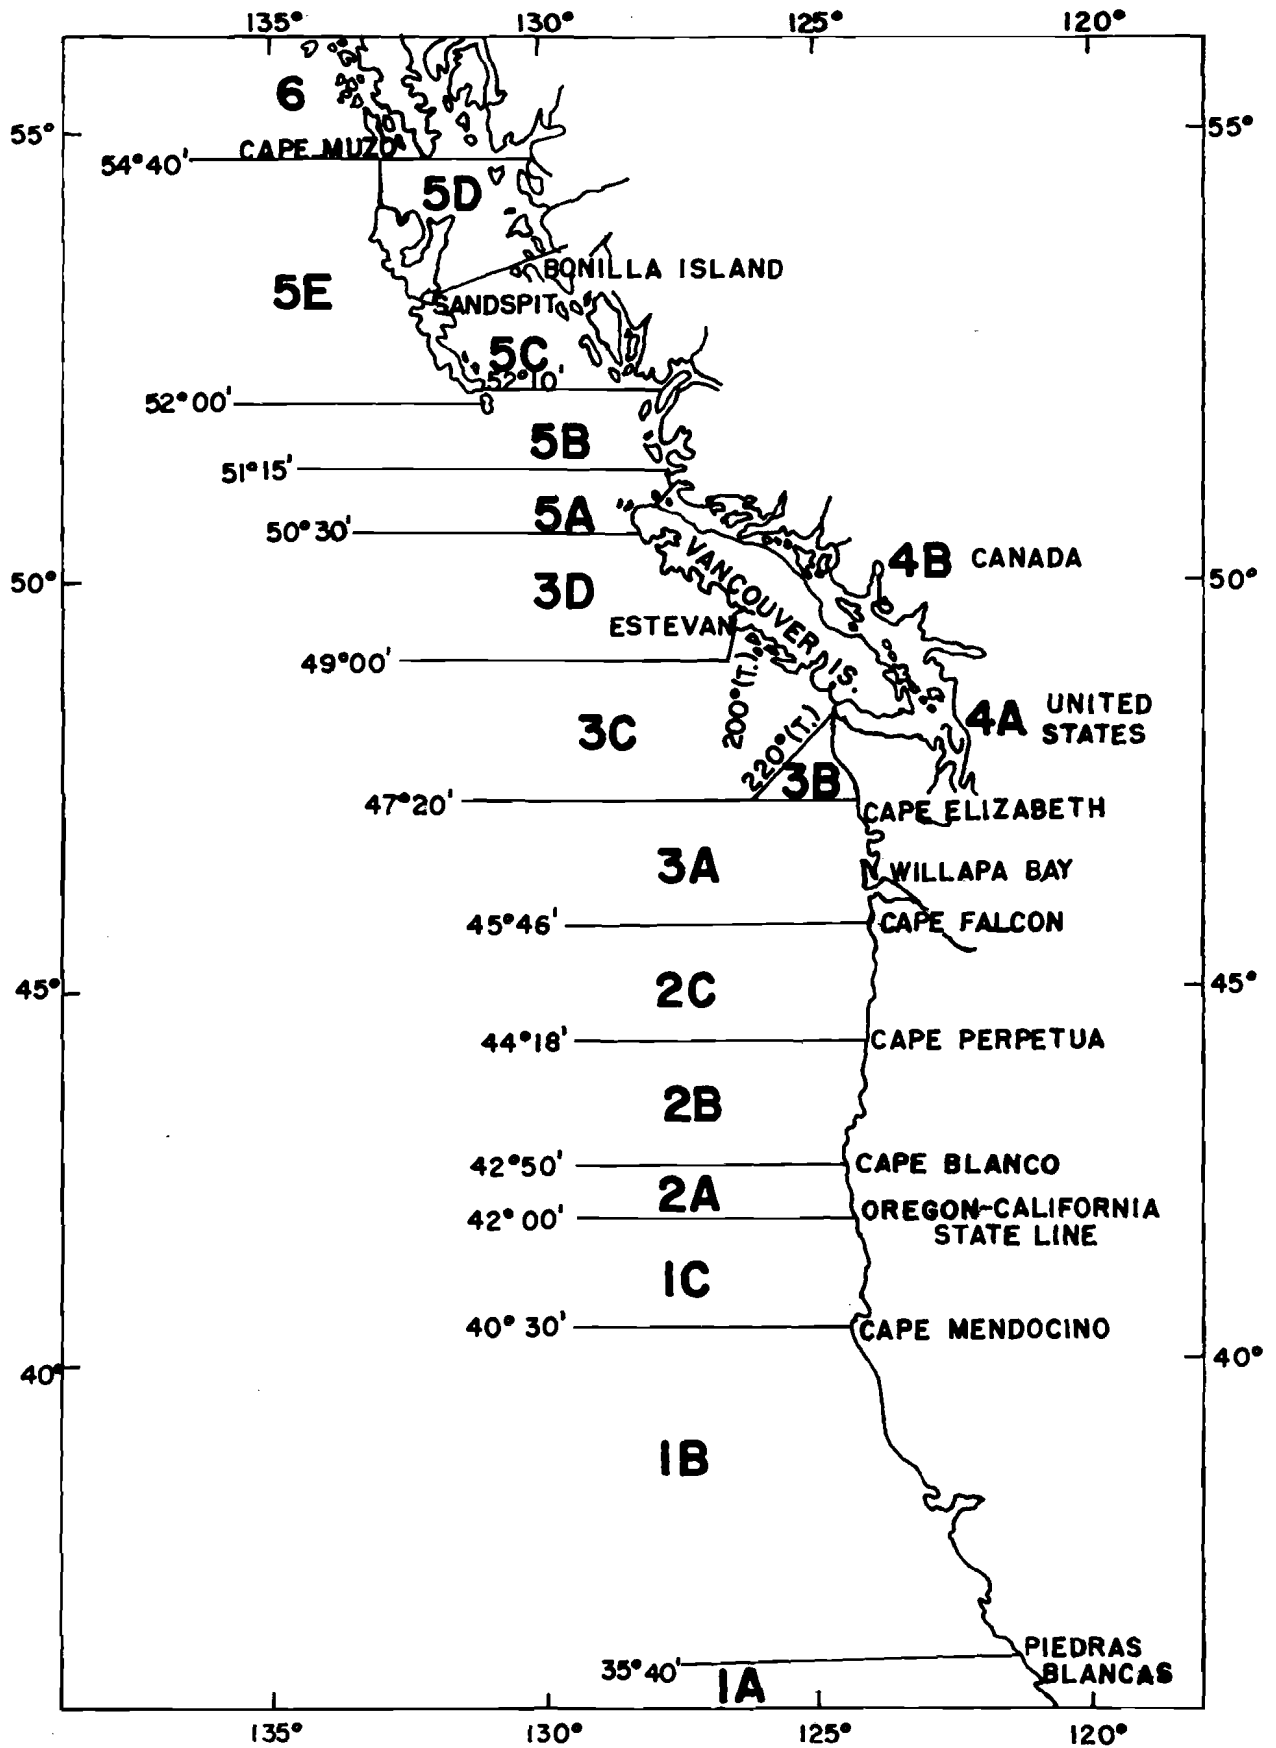 135° 130° 125° 120°
6
55° 55°
CAPE MUZON
54°40'
5D
BONILLA ISLAND
5E
SANDSPIT
5C
52°10'
52°00'
5B
51°15'
5A
50°30'
4B CANADA
VANCOUVER IS.
50° 50°
3D
ESTEVAN
49°00'
200°(T.)
3C
4A UNITED
STATES
220°(T.)
3B
47°20'
CAPE ELIZABETH
3A
WILLAPA BAY
45°46'
CAPE FALCON
45° 45°
2C
44°18'
CAPE PERPETUA
2B
42°50'
CAPE BLANCO
2A
42°00'
OREGON-CALIFORNIA
STATE LINE
1C
40°30'
CAPE MENDOCINO
40° 40°
1B
PIEDRAS
BLANCAS
35°40'
1A
135° 130° 125° 120°